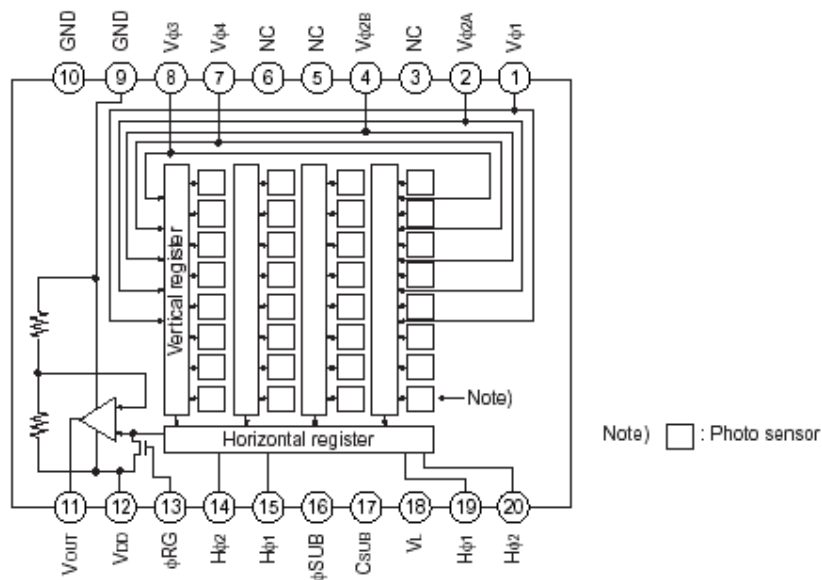 GND GND Vϕ3 Vϕ4 NC NC Vϕ2B NC Vϕ2A Vϕ1
10 9 8 7 6 5 4 3 2 1
Vertical register
Note)
Horizontal register
Note) : Photo sensor
11 12 13 14 15 16 17 18 19 20
VOUT VDD ϕRG Hϕ2 Hϕ1 ϕSUB CSUB VL Hϕ1 Hϕ2